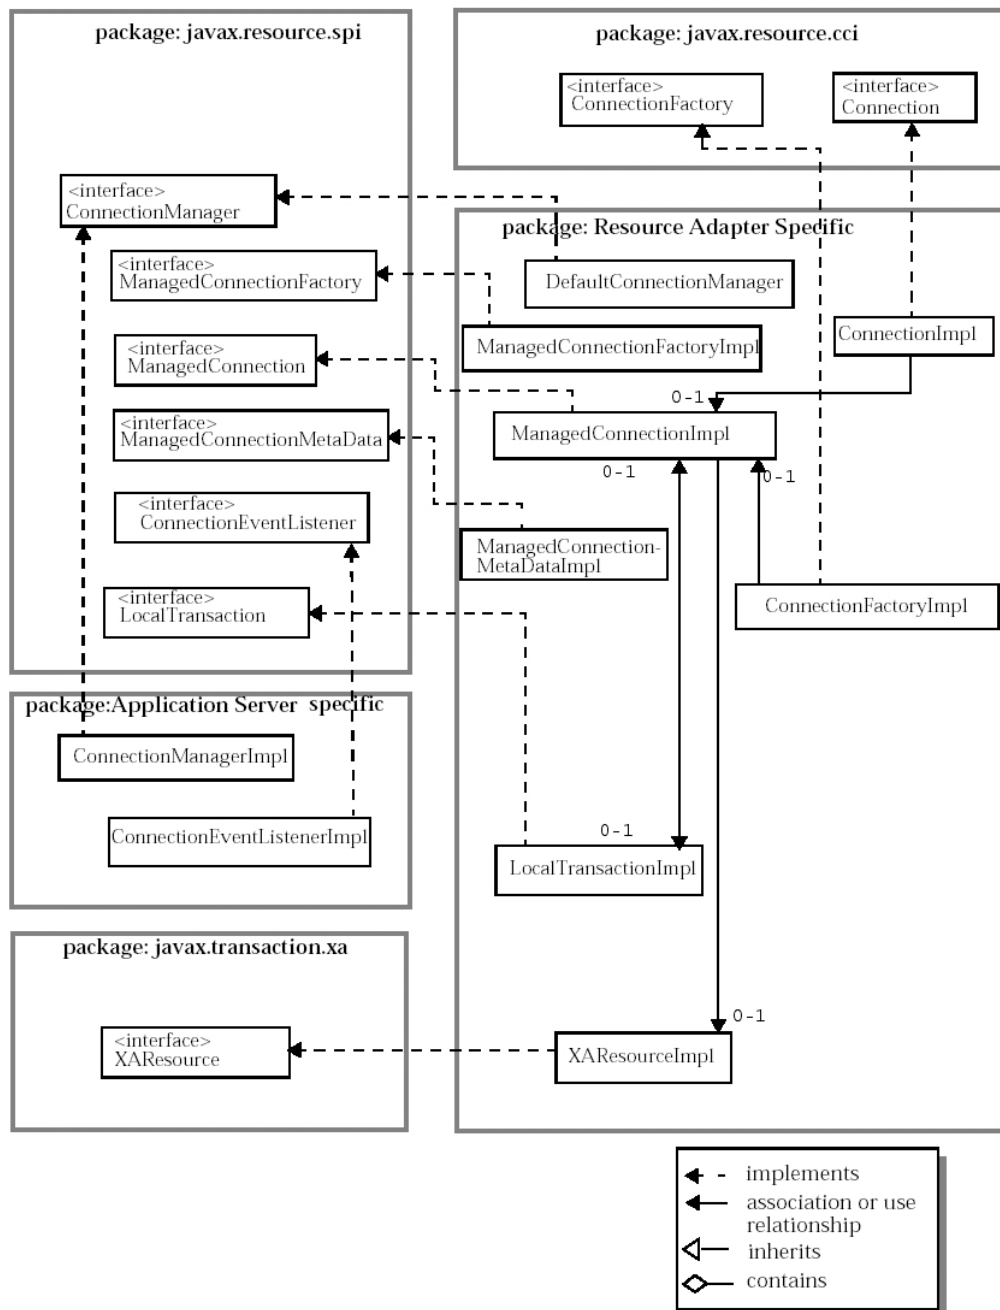 package: javax.resource.spi
<interface>
ConnectionManager
<interface>
ManagedConnectionFactory
<interface>
ManagedConnection
<interface>
ManagedConnectionMetaData
<interface>
ConnectionEventListener
<interface>
LocalTransaction
package: javax.resource.cci
<interface>
ConnectionFactory
<interface>
Connection
package: Resource Adapter Specific
DefaultConnectionManager
ManagedConnectionFactoryImpl
ConnectionImpl
0-1
ManagedConnectionImpl
0-1
0-1
ManagedConnection-
MetaDataImpl
ConnectionFactoryImpl
0-1
LocalTransactionImpl
0-1
XAResourceImpl
package:Application Server specific
ConnectionManagerImpl
ConnectionEventListenerImpl
package: javax.transaction.xa
<interface>
XAResource
implements
association or use
relationship
inherits
contains